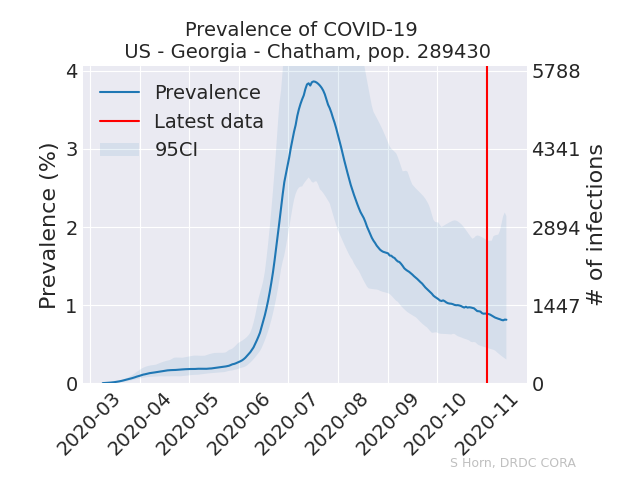 Prevalence of COVID-19
US - Georgia - Chatham, pop. 289430
Prevalence
Latest data
95CI
Prevalence (%)
4
3
2
1
0
5788
4341
2894
1447
0
# of infections
2020-03
2020-04
2020-05
2020-06
2020-07
2020-08
2020-09
2020-10
2020-11
S Horn, DRDC CORA